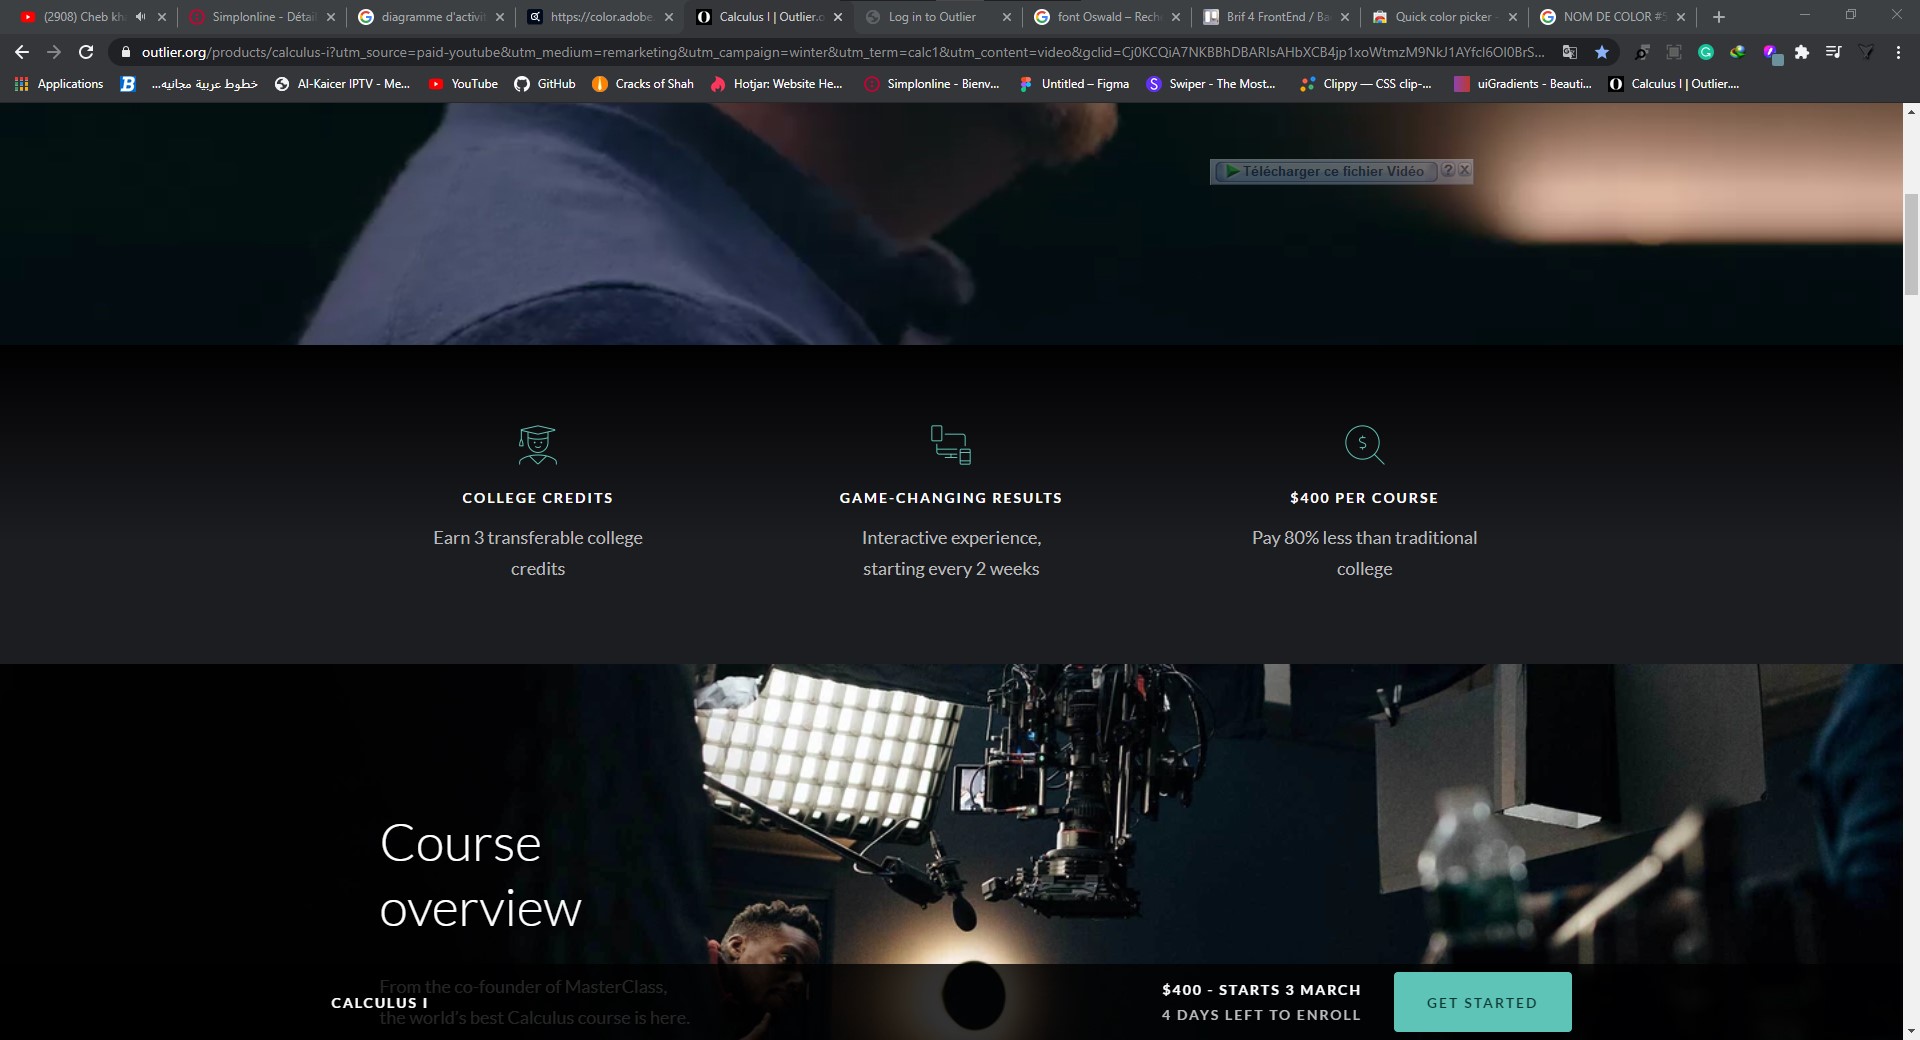 (2908) Cheb kh
Simplonline - Détail
diagramme d'activit
https://color.adobe.
Calculus I | Outlier.o
Log in to Outlier
font Oswald – Rech
Brif 4 FrontEnd / Ba
Quick color picker -
NOM DE COLOR #5
outlier.org/products/calculus-i?utm_source=paid-youtube&utm_medium=remarketing&utm_campaign=winter&utm_term=calc1&utm_content=video&gclid=Cj0KCQiA7NKBBhDBARIsAHbXCB4jp1xoWtmzM9NkJ1AYfcI6OI0BrS...
Applications
خطوط عربية مجانيه...
Al-Kaicer IPTV - Me...
YouTube
GitHub
Cracks of Shah
Hotjar: Website He...
Simplonline - Bienv...
Untitled – Figma
Swiper - The Most...
Clippy — CSS clip-...
uiGradients - Beauti...
Calculus I | Outlier....
Télécharger ce fichier Vidéo
COLLEGE CREDITS
Earn 3 transferable college
credits
GAME-CHANGING RESULTS
Interactive experience,
starting every 2 weeks
$400 PER COURSE
Pay 80% less than traditional
college
Course
overview
From the co-founder of MasterClass,
the world's best Calculus course is here.
CALCULUS I
$400 - STARTS 3 MARCH
4 DAYS LEFT TO ENROLL
GET STARTED